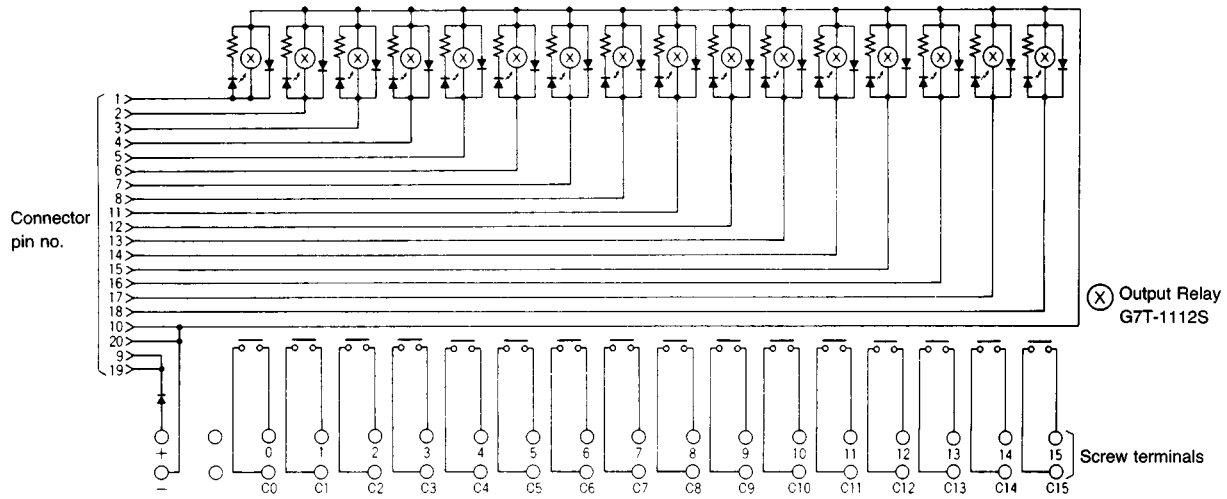 X X X X X X X X X X X X X X X X
1
2
3
4
5
6
7
8
11
12
13
14
15
16
17
18
10
20
9
19
Connector
pin no.
X Output Relay
G7T-1112S
+ 0 1 2 3 4 5 6 7 8 9 10 11 12 13 14 15
Screw terminals
− C0 C1 C2 C3 C4 C5 C6 C7 C8 C9 C10 C11 C12 C13 C14 C15